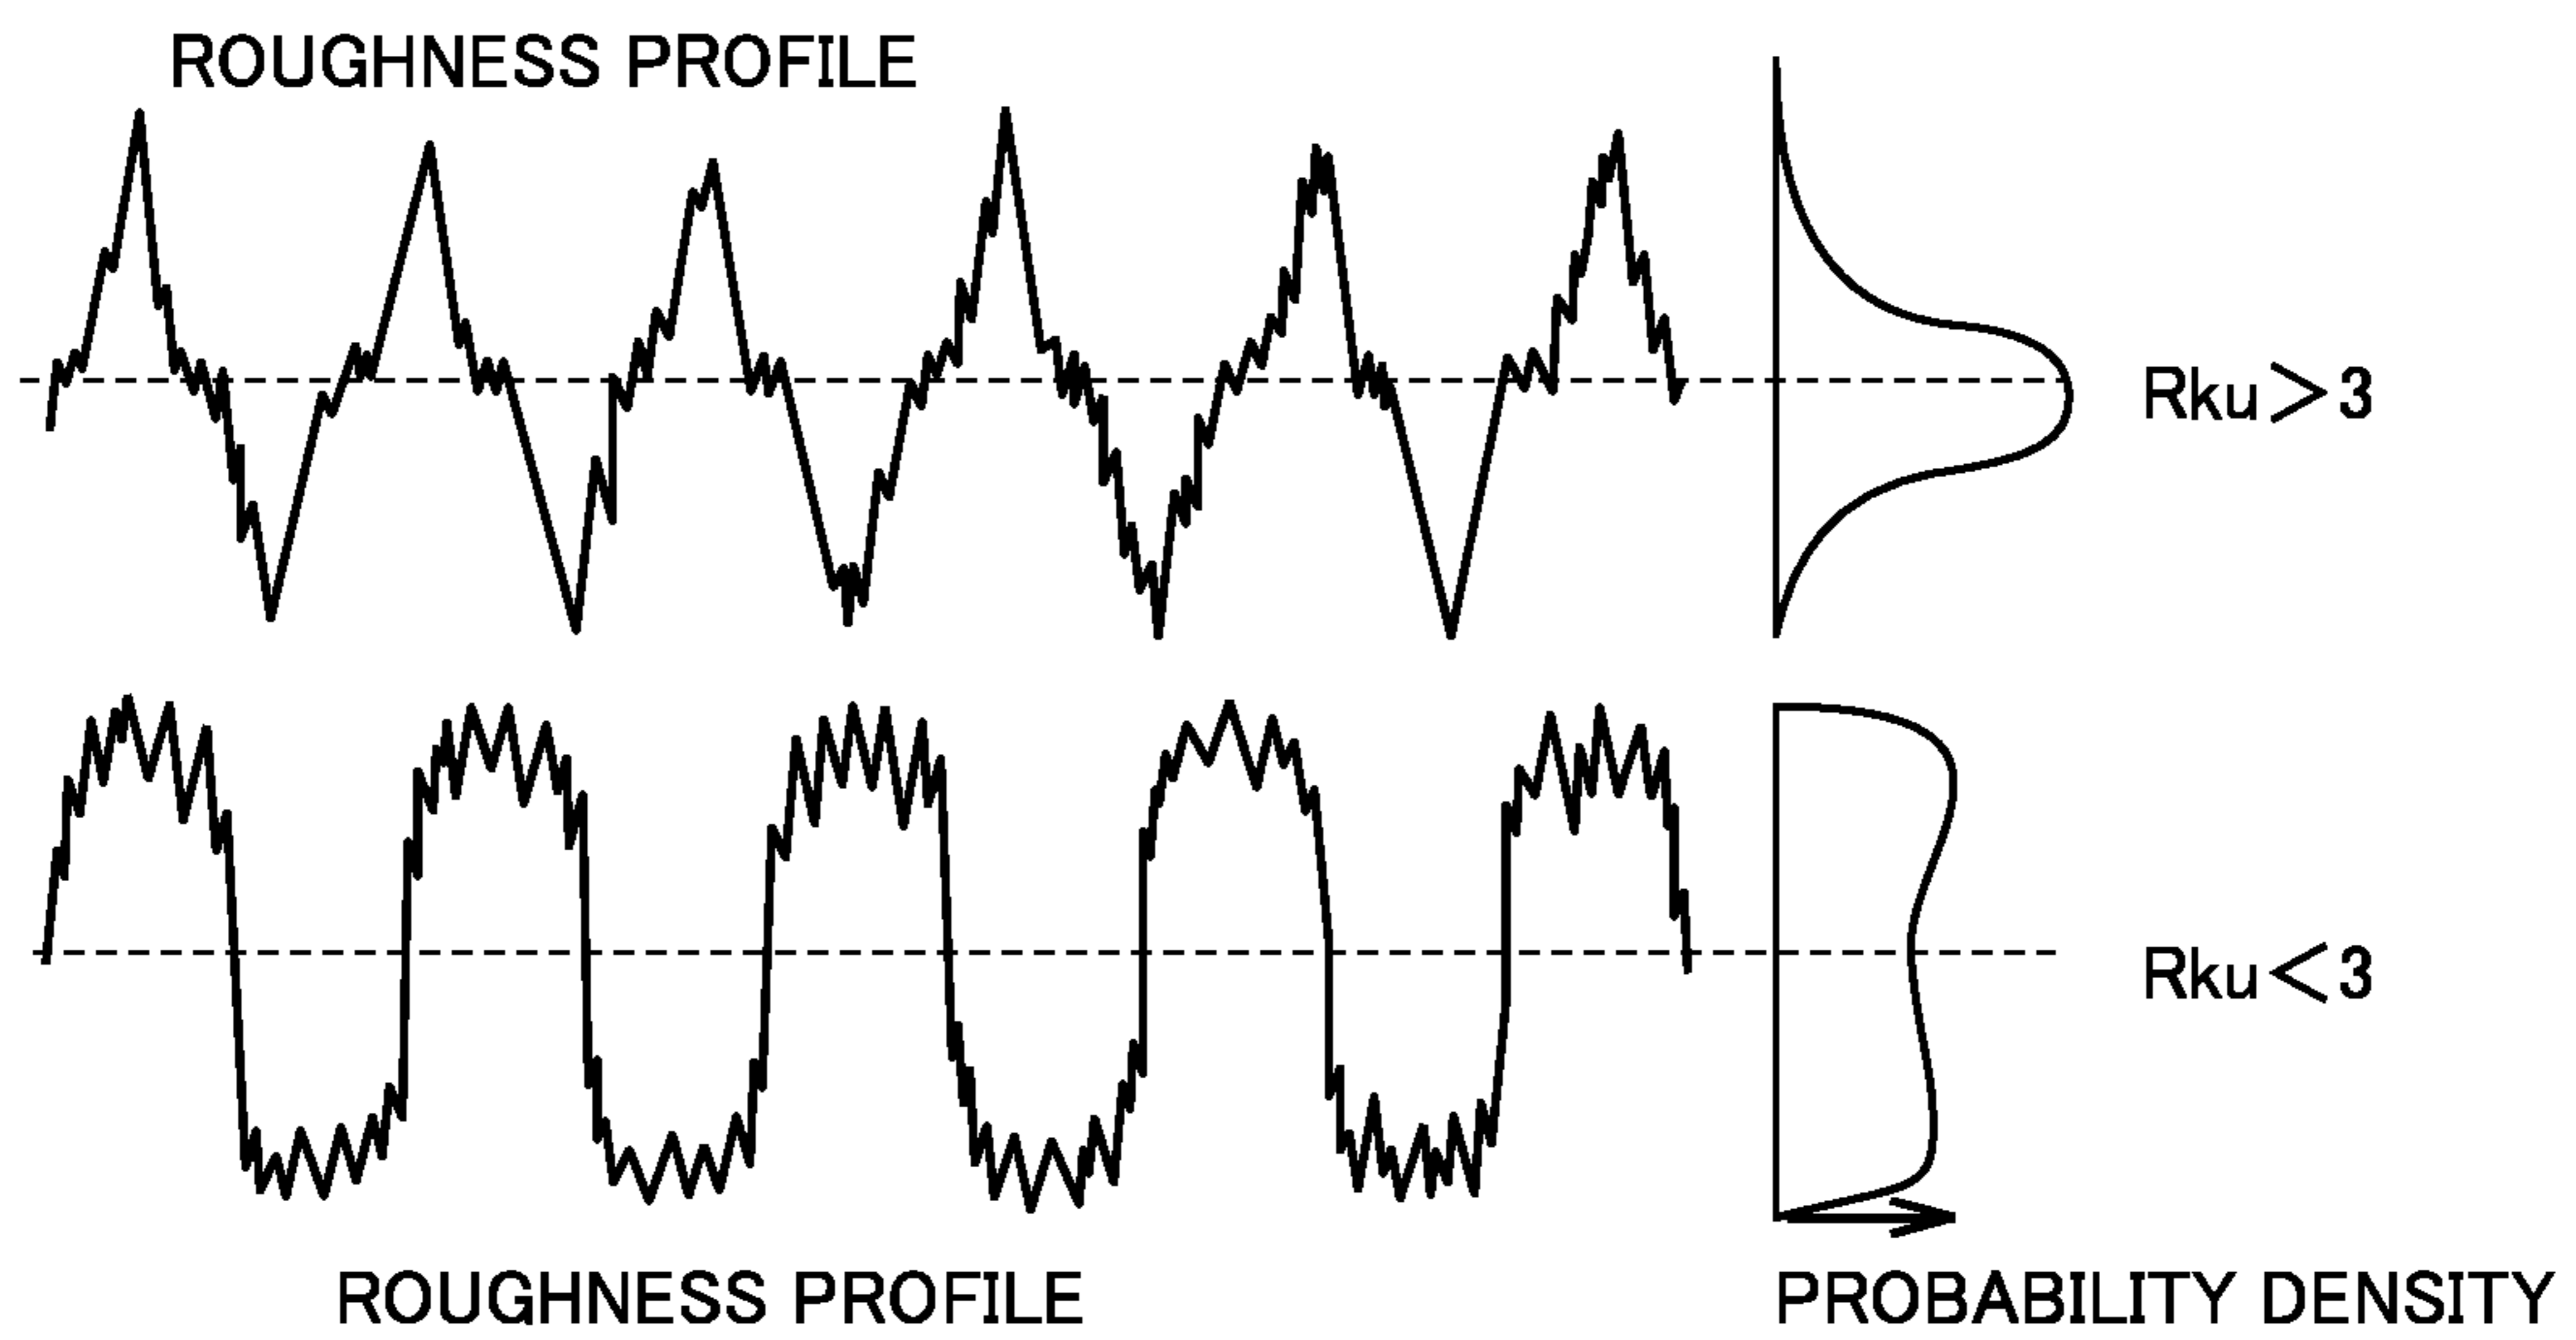 ROUGHNESS PROFILE
Rku>3
Rku<3
ROUGHNESS PROFILE
PROBABILITY DENSITY